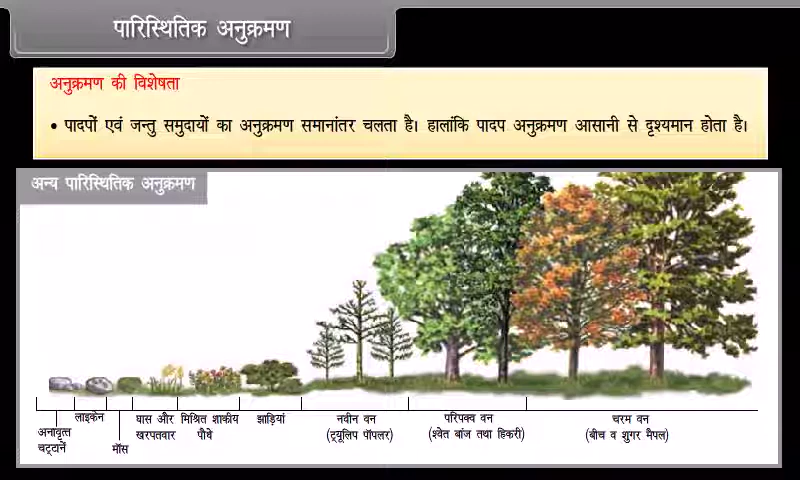 पारिस्थितिक अनुक्रमण
अनुक्रमण की विशेषता
• पादपों एवं जन्तु समुदायों का अनुक्रमण समानांतर चलता है। हालांकि पादप अनुक्रमण आसानी से दृश्यमान होता है।
अन्य पारिस्थितिक अनुक्रमण
अनावृत्त
चट्टानें
लाइकेन
मॉस
घास और
खरपतवार
मिश्रित शाकीय
पौधे
झाड़ियां
नवीन वन
(ट्यूलिप पॉपलर)
परिपक्व वन
(श्वेत बांज तथा हिकरी)
चरम वन
(बीच व शुगर मैपल)